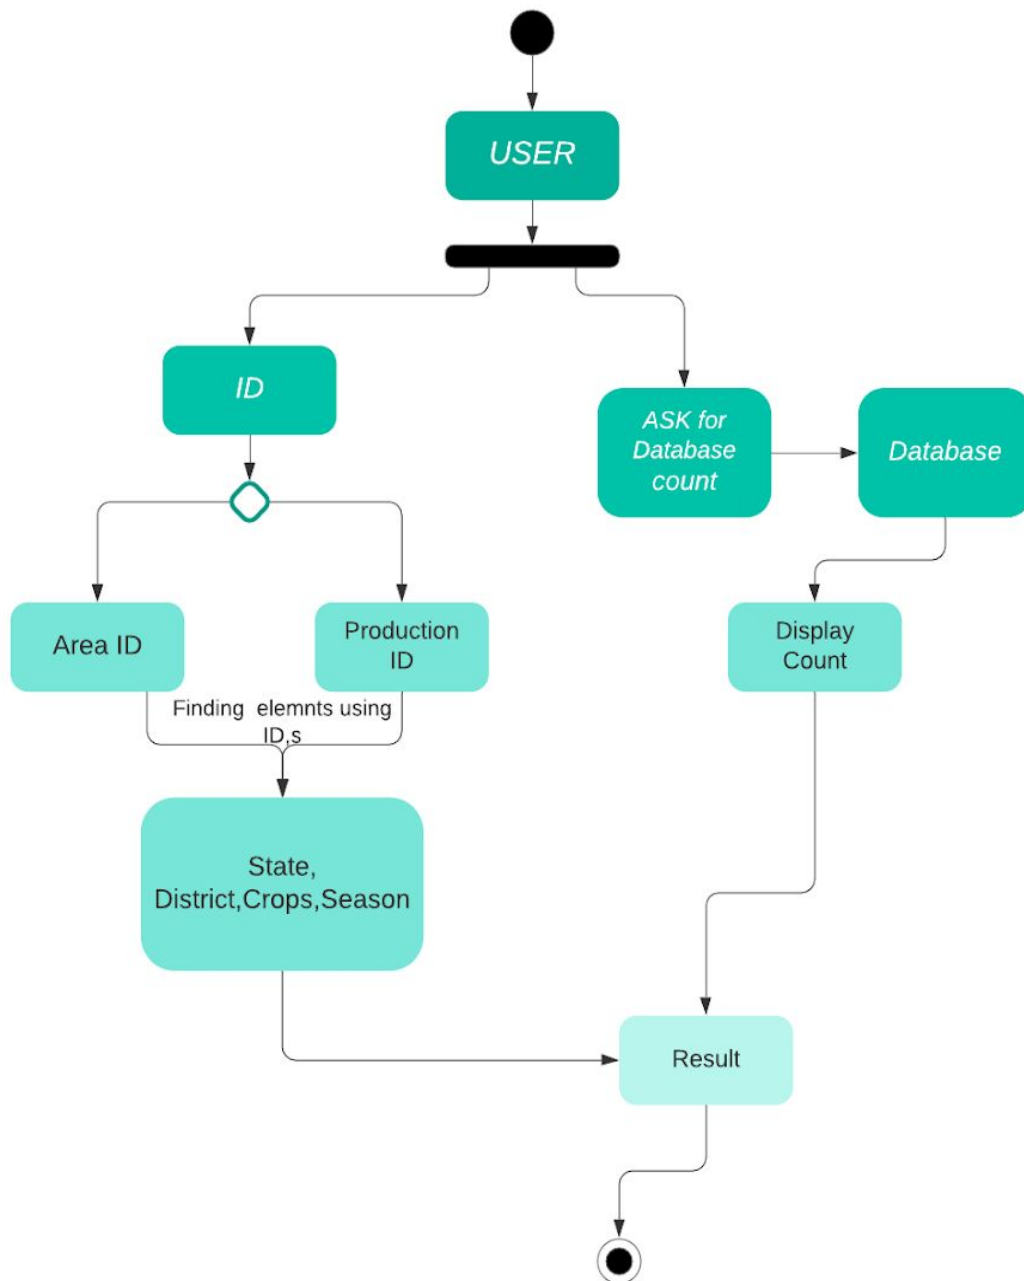 USER
ID
ASK for
Database
count
Database
Area ID
Production
ID
Display
Count
Finding  elemnts using
ID,s
State,
District,Crops,Season
Result